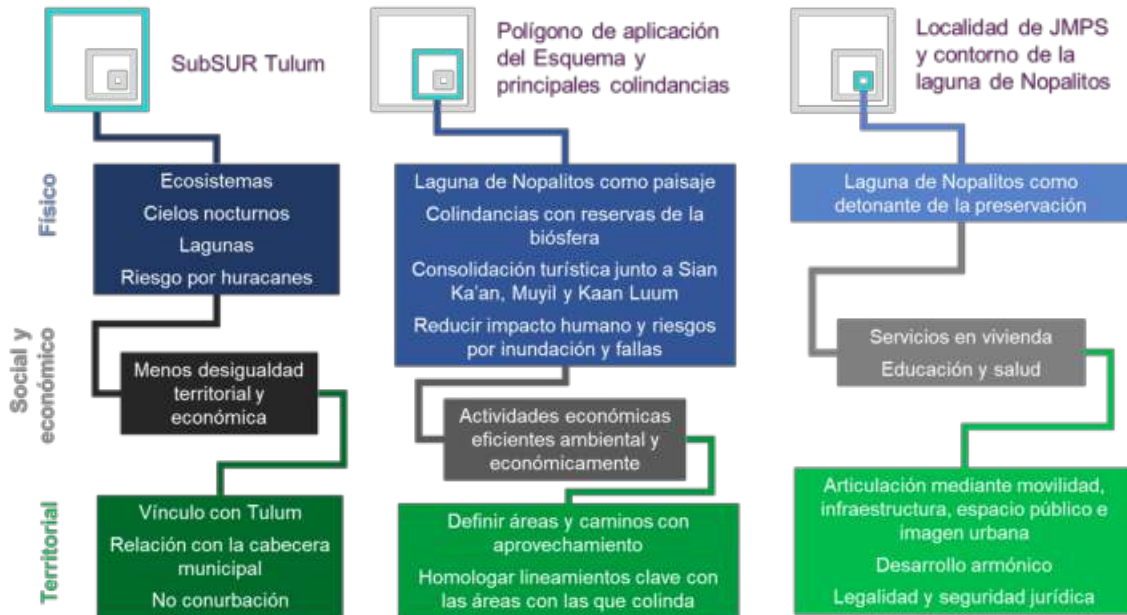 SubSUR Tulum
Polígono de aplicación
del Esquema y
principales colindancias
Localidad de JMPS
y contorno de la
laguna de Nopalitos
Físico
Ecosistemas
Cielos nocturnos
Lagunas
Riesgo por huracanes
Laguna de Nopalitos como paisaje
Colindancias con reservas de la
biósfera
Consolidación turística junto a Sian
Ka'an, Muyil y Kaan Luum
Reducir impacto humano y riesgos
por inundación y fallas
Laguna de Nopalitos como
detonante de la preservación
Social y
económico
Menos desigualdad
territorial y
económica
Actividades económicas
eficientes ambiental y
económicamente
Servicios en vivienda
Educación y salud
Territorial
Vínculo con Tulum
Relación con la cabecera
municipal
No conurbación
Definir áreas y caminos con
aprovechamiento
Homologar lineamientos clave con
las áreas con las que colinda
Articulación mediante movilidad,
infraestructura, espacio público e
imagen urbana
Desarrollo armónico
Legalidad y seguridad jurídica